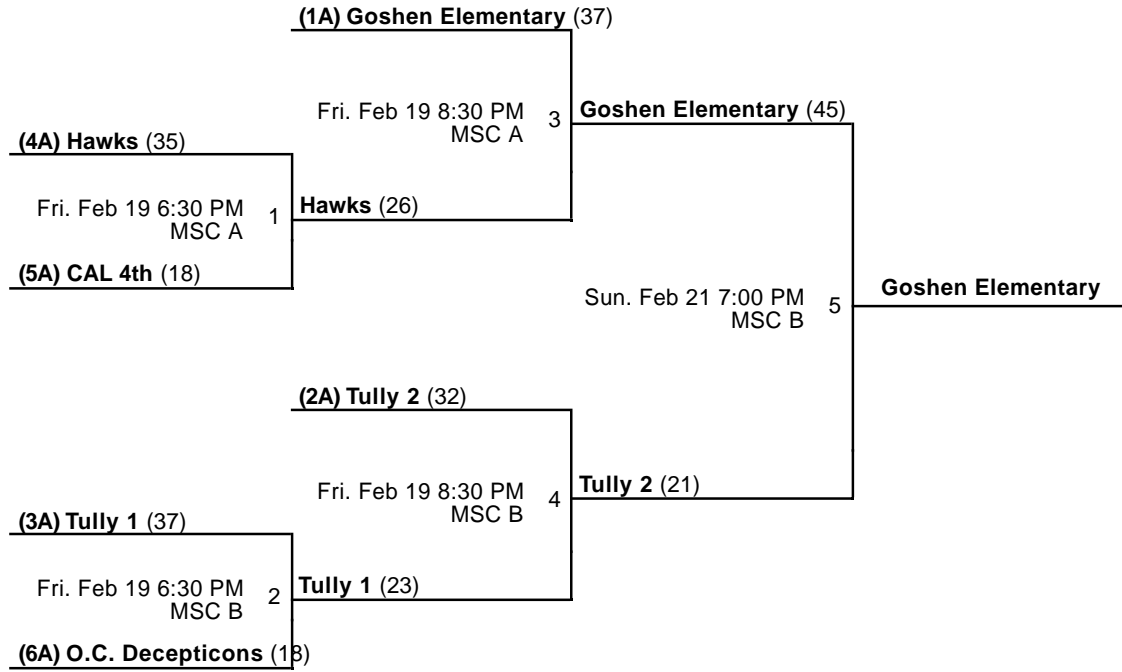 (1A) Goshen Elementary (37)
Fri. Feb 19 8:30 PM
MSC A
3
Goshen Elementary (45)
(4A) Hawks (35)
Fri. Feb 19 6:30 PM
MSC A
1
Hawks (26)
(5A) CAL 4th (18)
Sun. Feb 21 7:00 PM
MSC B
5
Goshen Elementary
(2A) Tully 2 (32)
Fri. Feb 19 8:30 PM
MSC B
4
Tully 2 (21)
(3A) Tully 1 (37)
Fri. Feb 19 6:30 PM
MSC B
2
Tully 1 (23)
(6A) O.C. Decepticons (18)